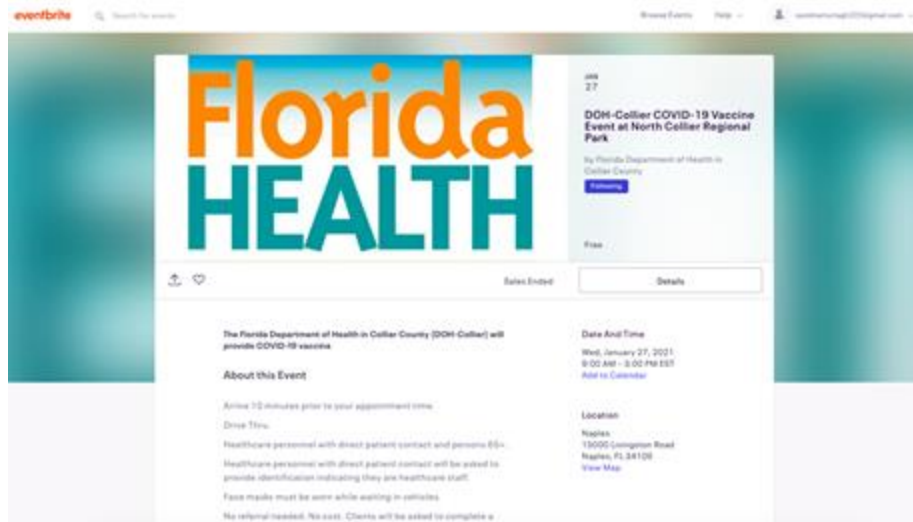 eventbrite
Search for events
Browse Events
Help
Florida
HEALTH
JAN
27
DOH-Collier COVID-19 Vaccine
Event at North Collier Regional
Park
by Florida Department of Health in
Collier County
Following
Free
Sales Ended
Details
The Florida Department of Health in Collier County (DOH-Collier) will
provide COVID-19 vaccine
About this Event
Arrive 10 minutes prior to your appointment time
Drive Thru.
Healthcare personnel with direct patient contact and persons 65+.
Healthcare personnel with direct patient contact will be asked to
provide identification indicating they are healthcare staff.
Face masks must be worn while waiting in vehicles
No referral needed. No cost. Clients will be asked to complete a
Date And Time
Wed, January 27, 2021
9:00 AM – 3:00 PM EST
Add to Calendar
Location
Naples
15000 Livingston Road
Naples, FL 34109
View Map